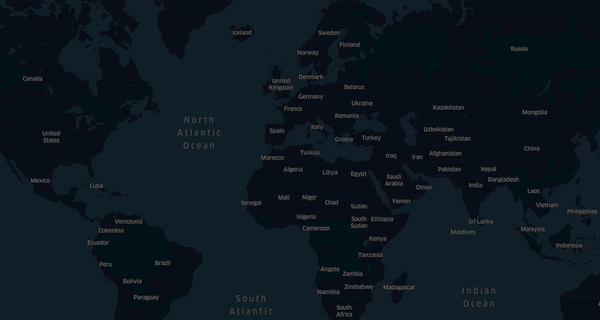 Iceland
Sweden
Finland
Norway
Russia
Canada
United
Kingdom
Denmark
Belarus
Germany
Ukraine
France
Romania
Kazakhstan
Mongolia
North
Atlantic
Ocean
United
States
Spain
Italy
Greece
Turkey
Uzbekistan
Tajikistan
China
Morocco
Tunisia
Iraq
Iran
Afghanistan
Algeria
Libya
Egypt
Pakistan
Nepal
Mexico
Cuba
Saudi
Arabia
Oman
India
Bangladesh
Laos
Senegal
Mali
Niger
Chad
Sudan
Yemen
Vietnam
Philippines
Venezuela
Colombia
Nigeria
Cameroon
South
Sudan
Ethiopia
Sri Lanka
Maldives
Malaysia
Ecuador
Kenya
Indonesia
Peru
Brazil
Tanzania
Bolivia
Angola
Zambia
Paraguay
Namibia
Zimbabwe
Madagascar
South
Atlantic
Indian
Ocean
South
Africa